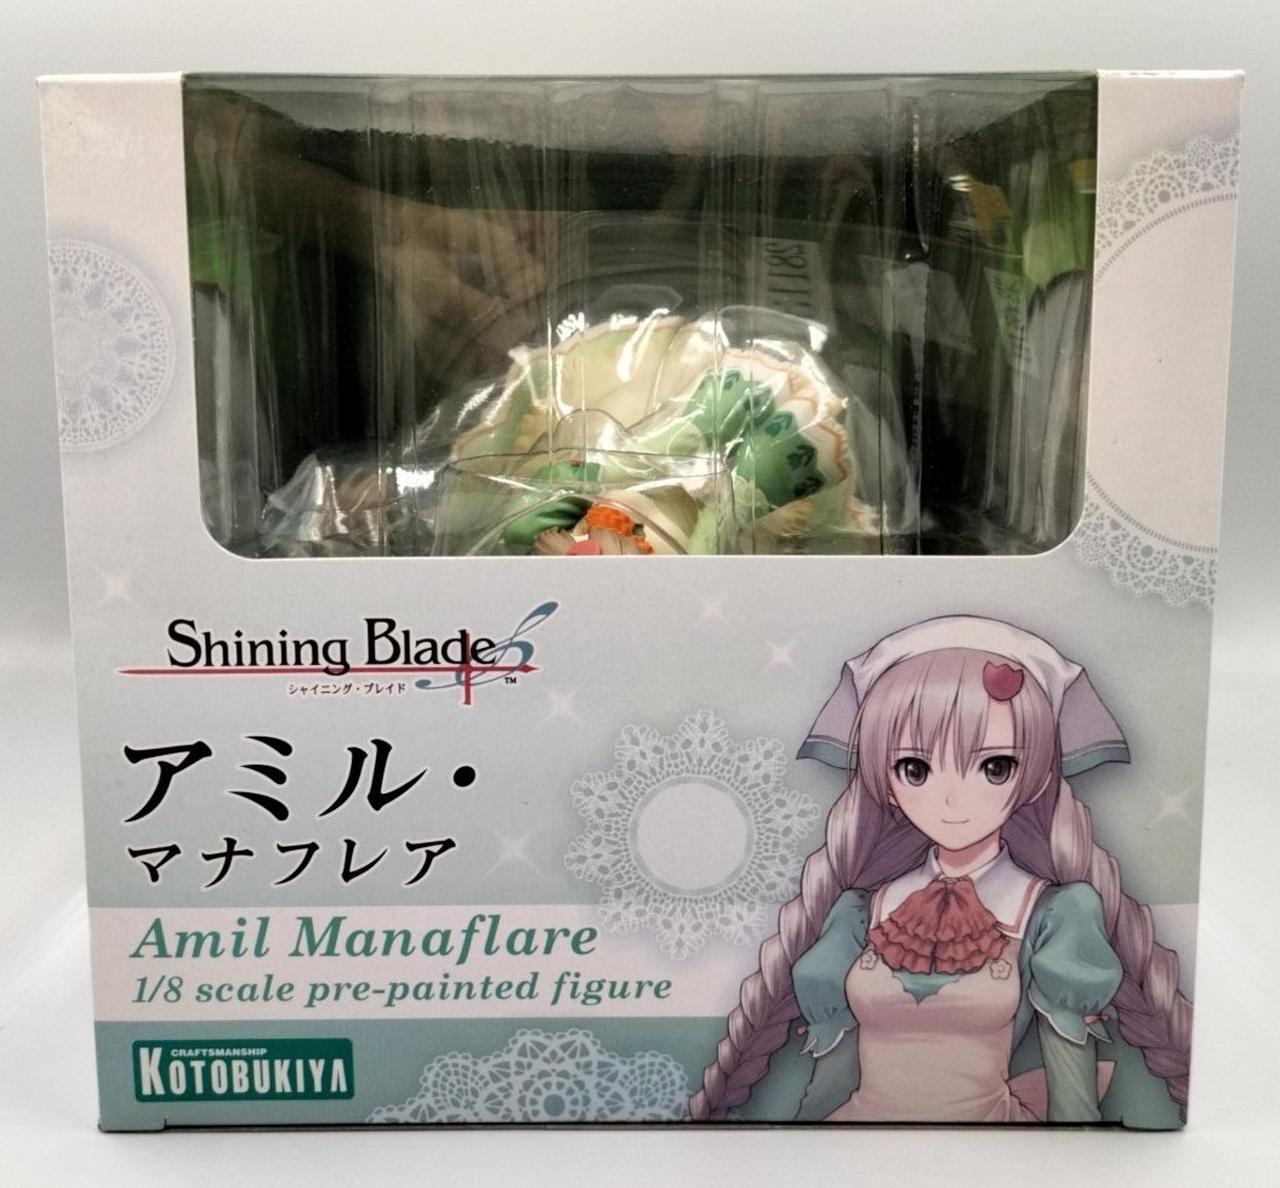 Shining Blade
シャイニング・ブレイド
TM
アミル・
マナフレア
Amil Manaflare
1/8 scale pre-painted figure
CRAFTSMANSHIP
KOTOBUKIYA